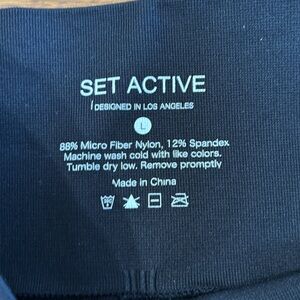 SET ACTIVE
DESIGNED IN LOS ANGELES
L
88% Micro Fiber Nylon, 12% Spandex
Machine wash cold with like colors.
Tumble dry low. Remove promptly
Made in China